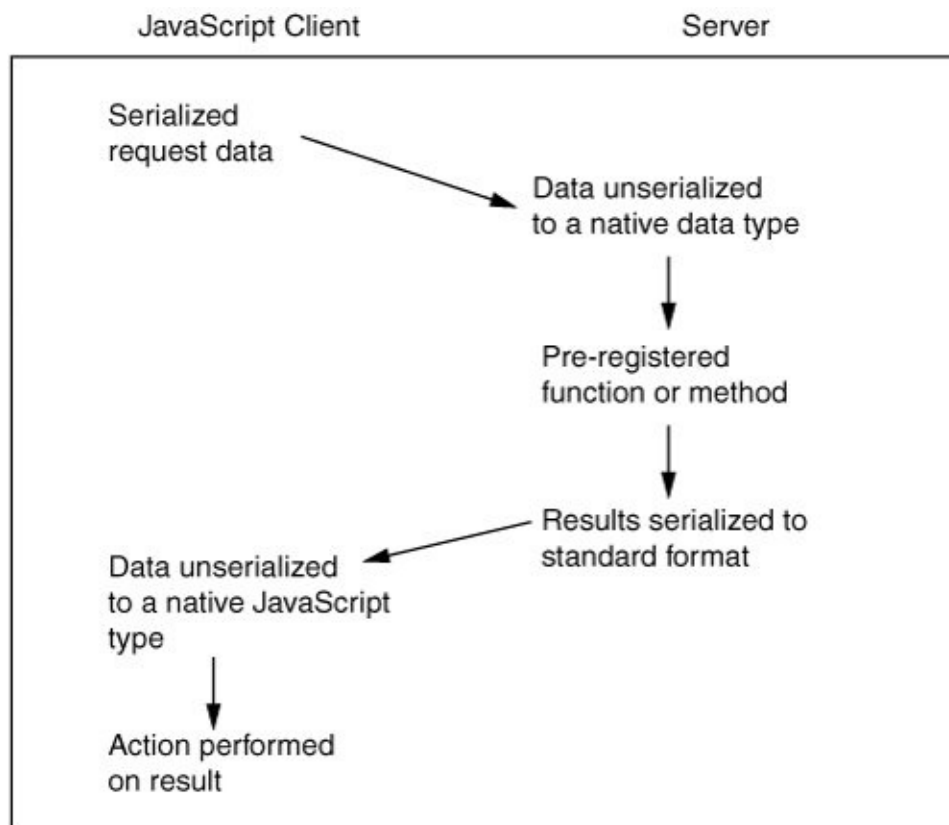 JavaScript Client
Server
Serialized
request data
Data unserialized
to a native data type
Pre-registered
function or method
Results serialized to
standard format
Data unserialized
to a native JavaScript
type
Action performed
on result